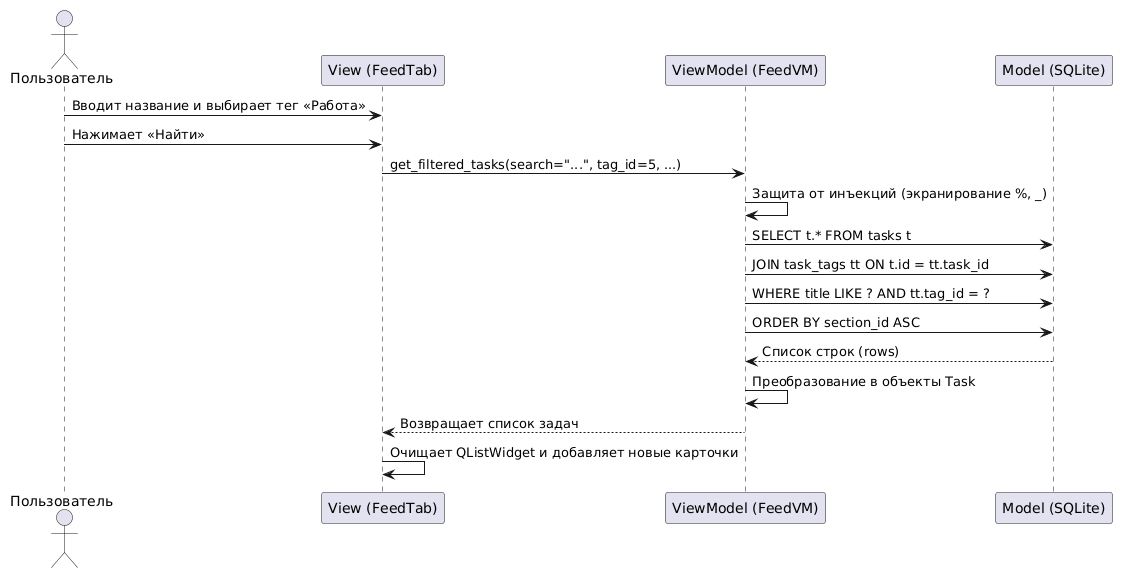 Пользователь
View (FeedTab)
ViewModel (FeedVM)
Model (SQLite)
Вводит название и выбирает тег «Работа»
Нажимает «Найти»
get_filtered_tasks(search="...", tag_id=5, ...)
Защита от инъекций (экранирование %, _)
SELECT t.* FROM tasks t
JOIN task_tags tt ON t.id = tt.task_id
WHERE title LIKE ? AND tt.tag_id = ?
ORDER BY section_id ASC
Список строк (rows)
Преобразование в объекты Task
Возвращает список задач
Очищает QListWidget и добавляет новые карточки
Пользователь
View (FeedTab)
ViewModel (FeedVM)
Model (SQLite)